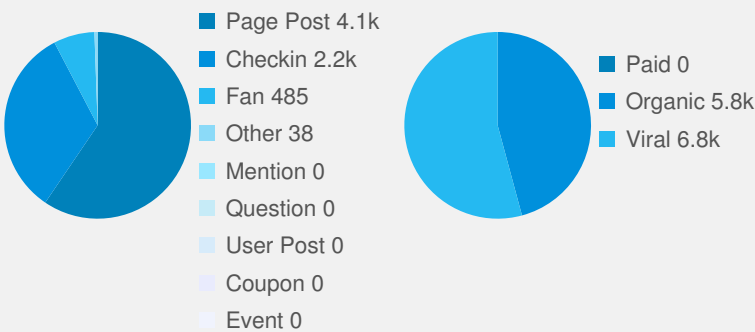 Page Post 4.1k
Checkin 2.2k
Fan 485
Other 38
Mention 0
Question 0
User Post 0
Coupon 0
Event 0
Paid 0
Organic 5.8k
Viral 6.8k